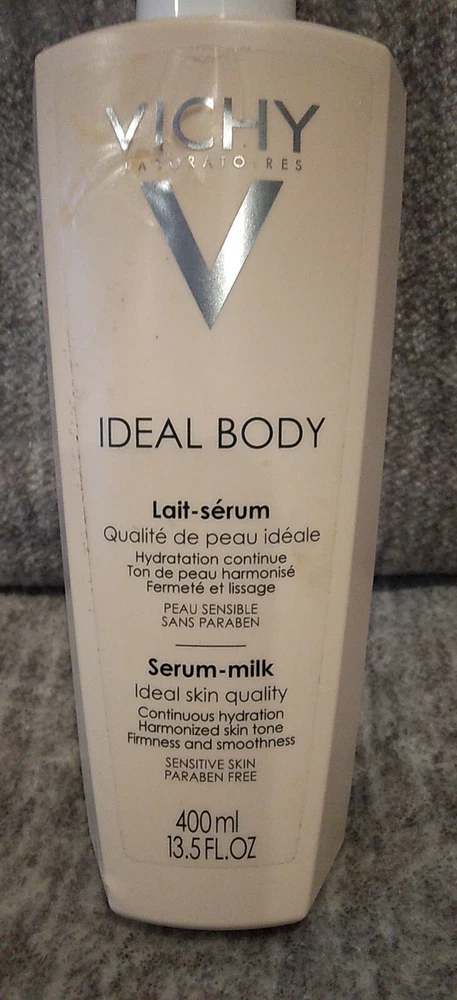 VICHY
LABORATOIRES
V
IDEAL BODY
Lait-sérum
Qualité de peau idéale
Hydratation continue
Ton de peau harmonisé
Fermeté et lissage
PEAU SENSIBLE
SANS PARABEN
Serum-milk
Ideal skin quality
Continuous hydration
Harmonized skin tone
Firmness and smoothness
SENSITIVE SKIN
PARABEN FREE
400 ml
13.5 FL.OZ